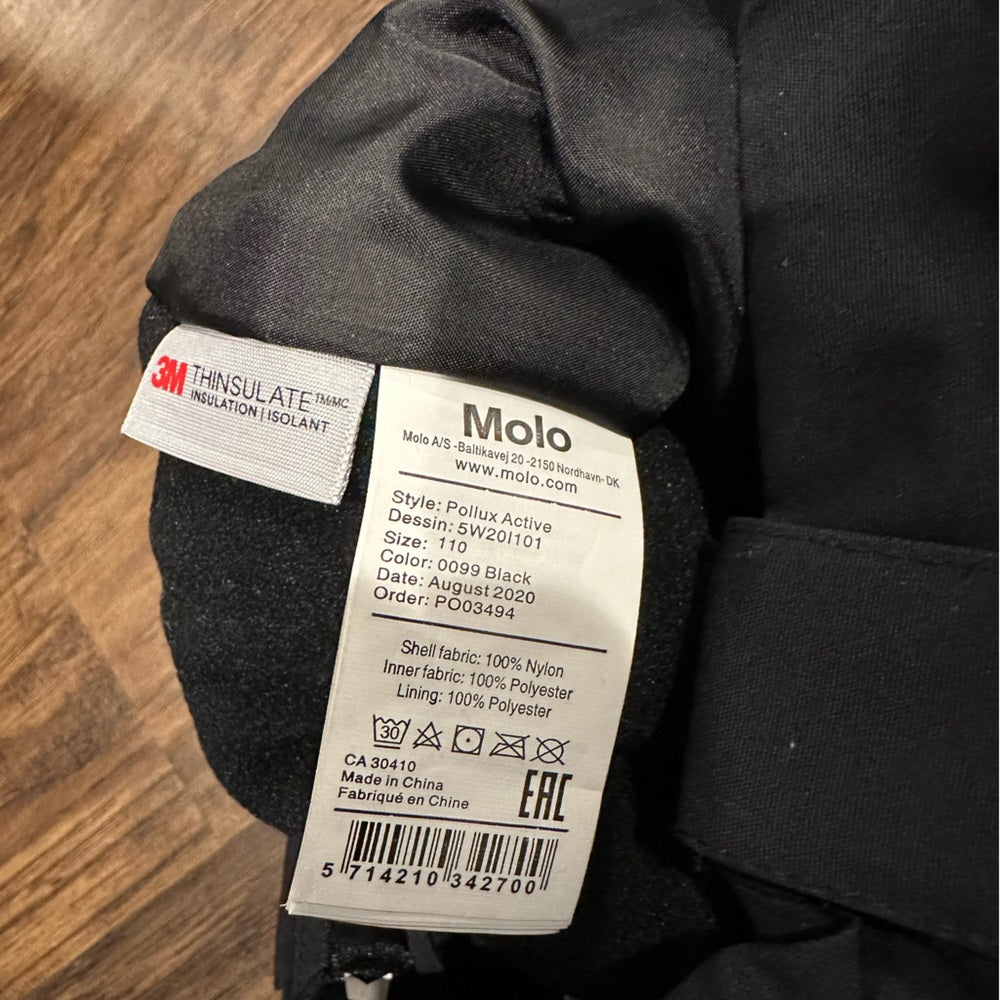 3M THINSULATE TM/MC
INSULATION | ISOLANT
Molo
Molo A/S -Baltikavej 20 -2150 Nordhavn- DK
www.molo.com
Style: Pollux Active
Dessin: 5W20I101
Size: 110
Color: 0099 Black
Date: August 2020
Order: PO03494
Shell fabric: 100% Nylon
Inner fabric: 100% Polyester
Lining: 100% Polyester
30
CA 30410
Made in China
Fabriqué en Chine
EAC
5 714210 342700